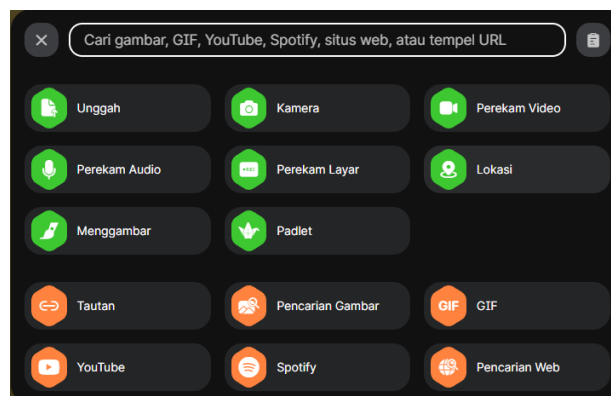 Cari gambar, GIF, YouTube, Spotify, situs web, atau tempel URL
Unggah
Kamera
Perekam Video
Perekam Audio
Perekam Layar
Lokasi
Menggambar
Padlet
Tautan
Pencarian Gambar
GIF
GIF
YouTube
Spotify
Pencarian Web